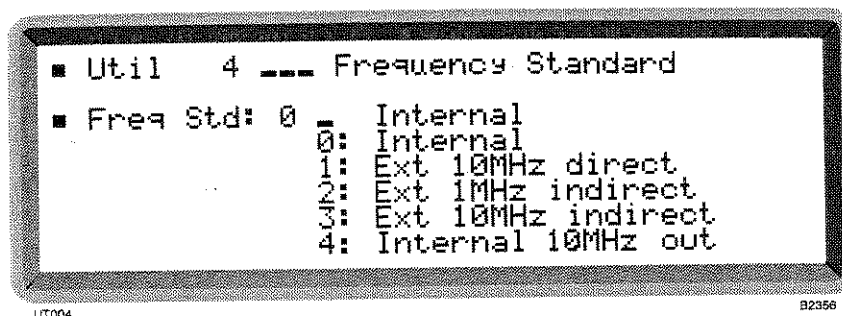 ▪ Util 4 ___ Frequency Standard
▪ Freq Std: 0 _ Internal
0: Internal
1: Ext 10MHz direct
2: Ext 1MHz indirect
3: Ext 10MHz indirect
4: Internal 10MHz out
UT004
B2356